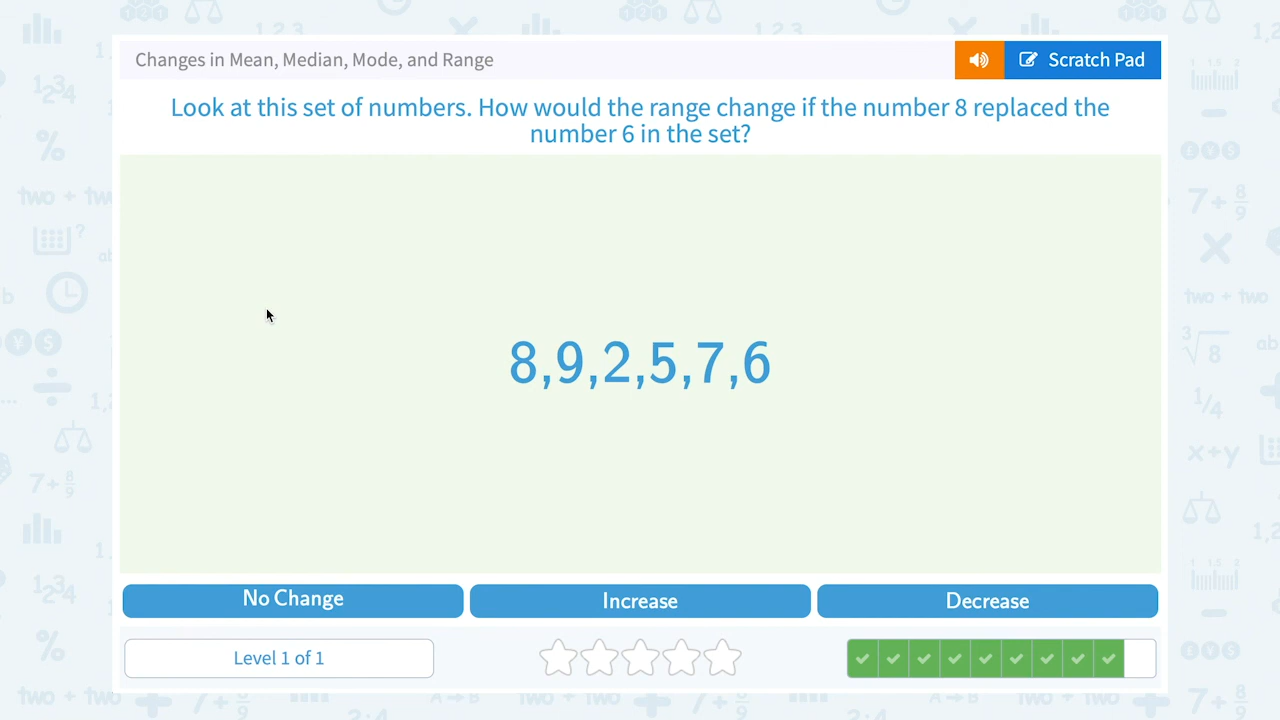 Changes in Mean, Median, Mode, and Range
Scratch Pad
Look at this set of numbers. How would the range change if the number 8 replaced the
number 6 in the set?
8,9,2,5,7,6
No Change
Increase
Decrease
Level 1 of 1